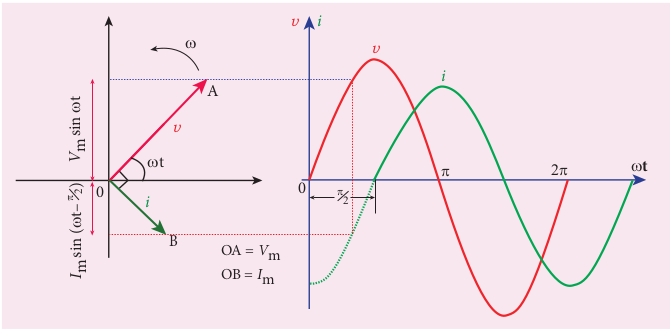 ω
A
V_m sin ωt
v
ωt
0
i
I_m sin (ωt–π/2)
B
OA = V_m
OB = I_m
v i
v
i
0
π/2
π
2π
ωt